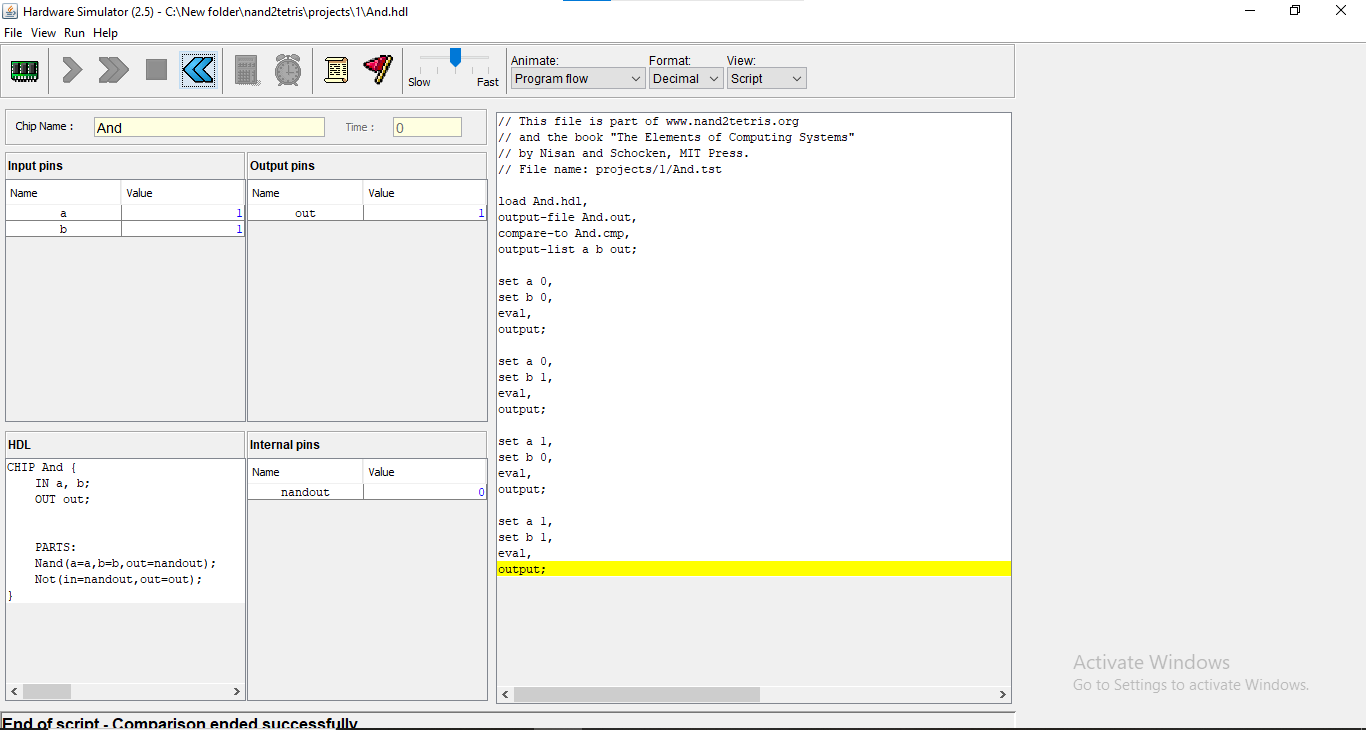 Hardware Simulator (2.5) - C:\New folder\nand2tetris\projects\1\And.hdl
File View Run Help
Slow Fast
Animate: Format: View:
Program flow Decimal Script
Chip Name : And Time : 0
Input pins Output pins
Name Value Name Value
a 1 out 1
b 1
HDL Internal pins
CHIP And {
IN a, b;
OUT out;
PARTS:
Nand(a=a,b=b,out=nandout);
Not(in=nandout,out=out);
}
Name Value
nandout 0
// This file is part of www.nand2tetris.org
// and the book "The Elements of Computing Systems"
// by Nisan and Schocken, MIT Press.
// File name: projects/1/And.tst
load And.hdl,
output-file And.out,
compare-to And.cmp,
output-list a b out;
set a 0,
set b 0,
eval,
output;
set a 0,
set b 1,
eval,
output;
set a 1,
set b 0,
eval,
output;
set a 1,
set b 1,
eval,
output;
Activate Windows
Go to Settings to activate Windows.
End of script - Comparison ended successfully